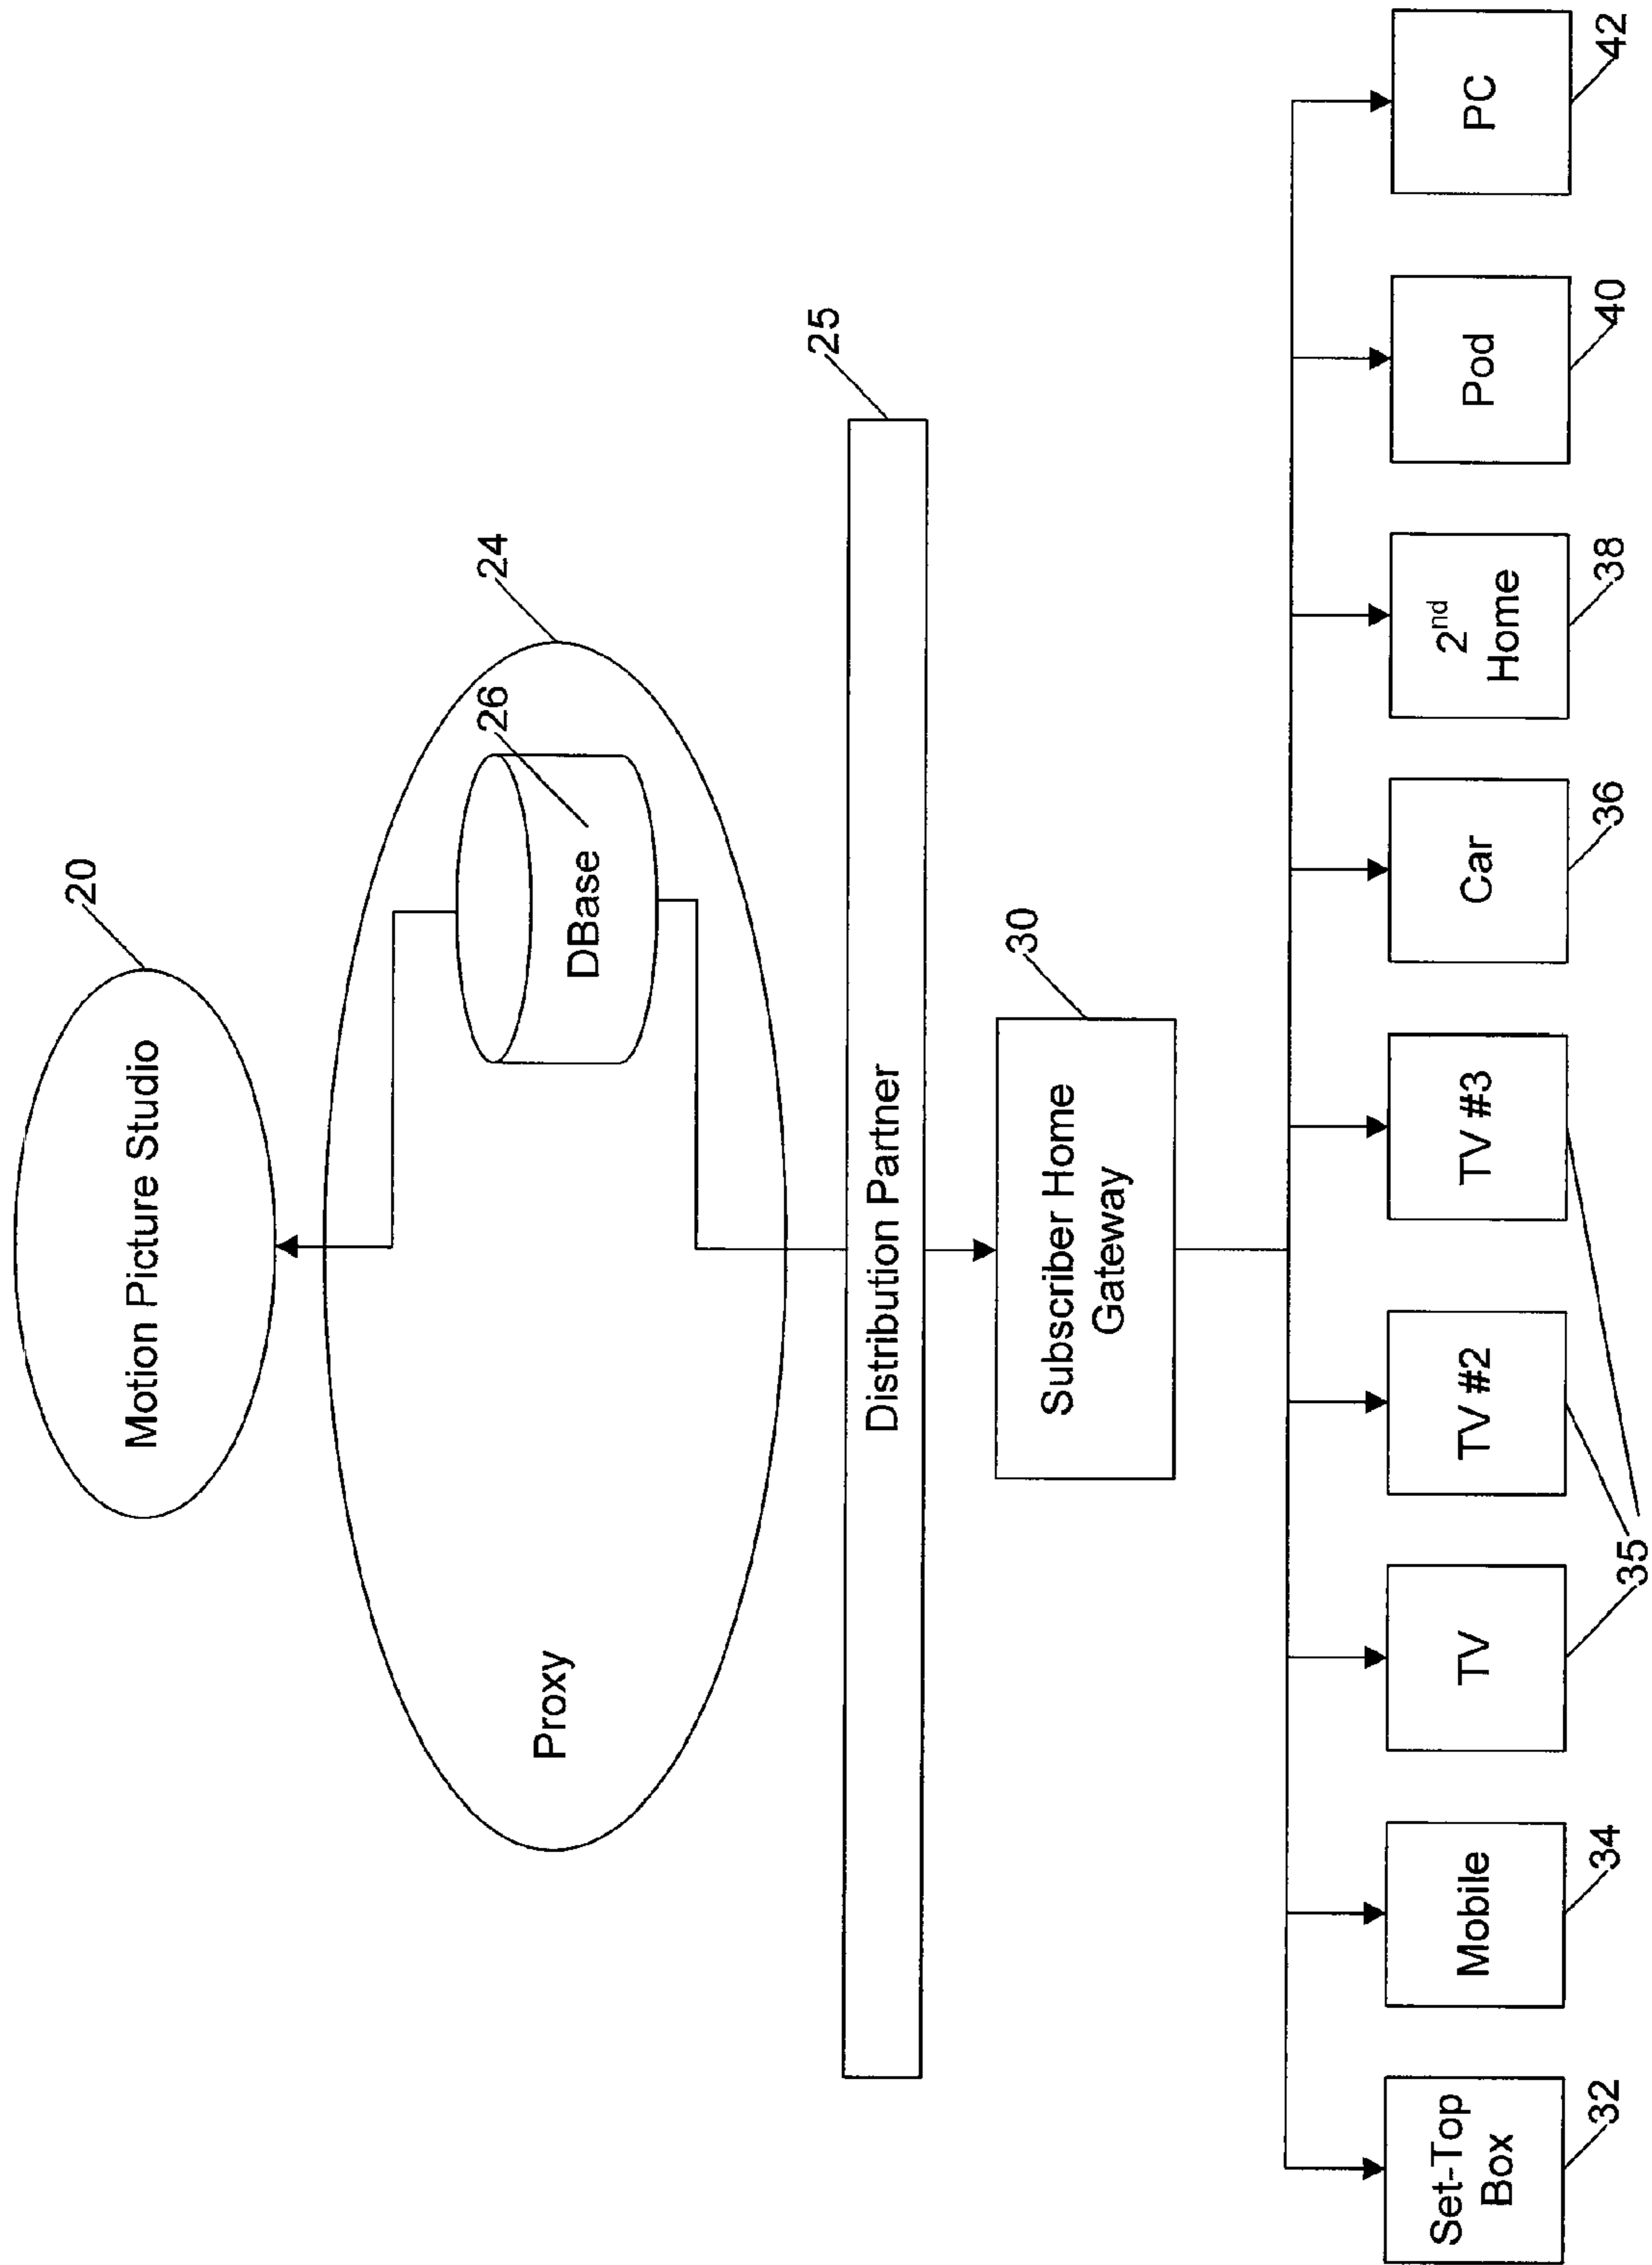 20
Motion Picture Studio
24
26
DBase
Proxy
25
Distribution Partner
30
Subscriber Home
Gateway
Set-Top
Box
Mobile
TV
TV #2
TV #3
Car
2nd
Home
Pod
PC
32
34
35
36
38
40
42